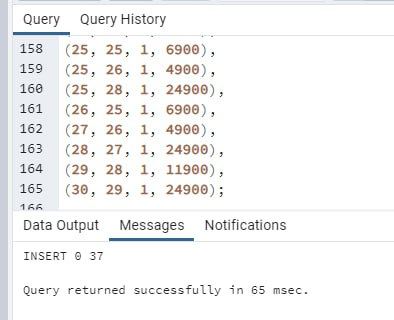 Query Query History
158 (25, 25, 1, 6900),
159 (25, 26, 1, 4900),
160 (25, 28, 1, 24900),
161 (26, 25, 1, 6900),
162 (27, 26, 1, 4900),
163 (28, 27, 1, 24900),
164 (29, 28, 1, 11900),
165 (30, 29, 1, 24900);
166
Data Output Messages Notifications
INSERT 0 37
Query returned successfully in 65 msec.